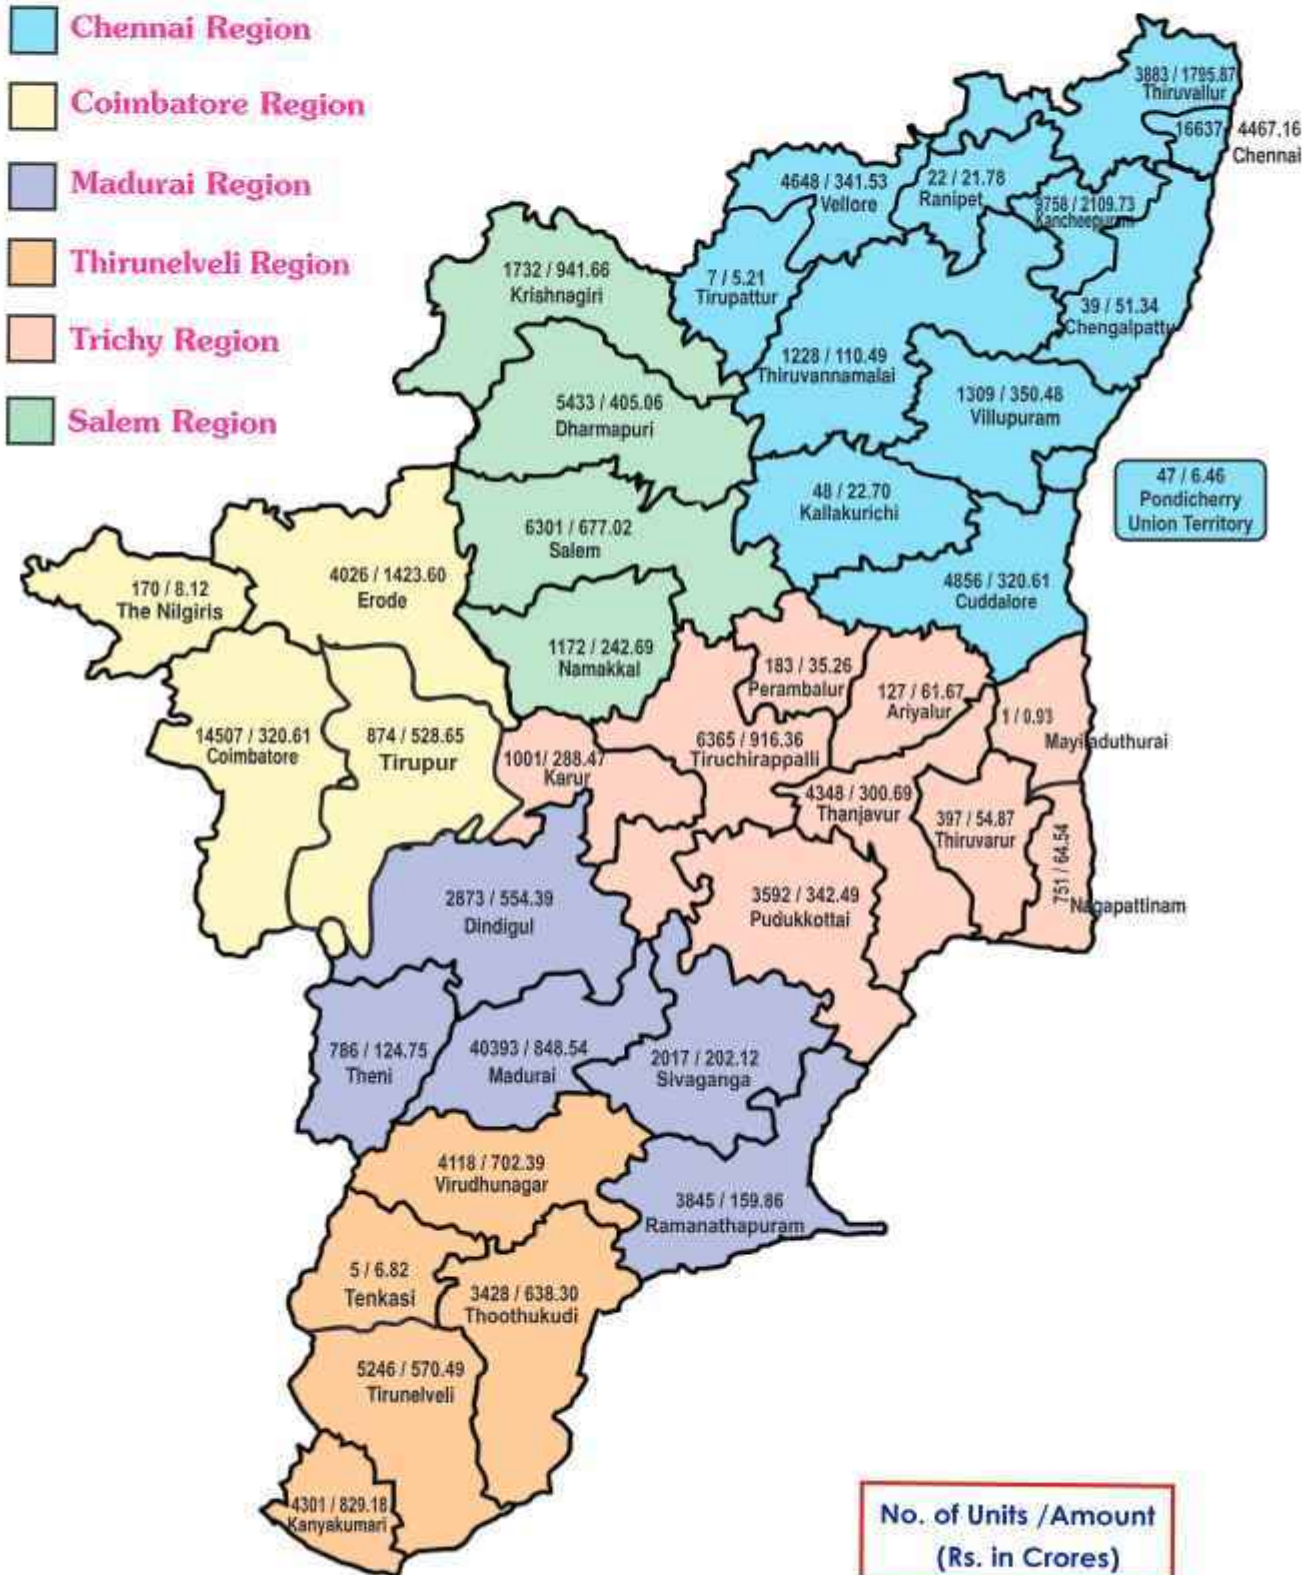 Chennai Region
Coimbatore Region
Madurai Region
Thirunelveli Region
Trichy Region
Salem Region
3883 / 1795.87
Thiruvallur
16637 4467.16
Chennai
4648 / 341.53
Vellore
22 / 21.78
Ranipet
9758 / 2109.73
Kancheepuram
1732 / 941.66
Krishnagiri
7 / 5.21
Tirupattur
39 / 51.34
Chengalpattu
1228 / 110.49
Thiruvannamalai
5433 / 405.06
Dharmapuri
1309 / 350.48
Villupuram
47 / 6.46
Pondicherry
Union Territory
48 / 22.70
Kallakurichi
6301 / 677.02
Salem
170 / 8.12
The Nilgiris
4026 / 1423.60
Erode
4856 / 320.61
Cuddalore
1172 / 242.69
Namakkal
183 / 35.26
Perambalur
127 / 61.67
Ariyalur
1 / 0.93
Mayiladuthurai
14507 / 320.61
Coimbatore
874 / 528.65
Tirupur
1001/ 288.47
Karur
6365 / 916.36
Tiruchirappalli
4348 / 300.69
Thanjavur
397 / 54.87
Thiruvarur
751 / 64.54
Nagapattinam
2873 / 554.39
Dindigul
3592 / 342.49
Pudukkottai
786 / 124.75
Theni
40393 / 848.54
Madurai
2017 / 202.12
Sivaganga
4118 / 702.39
Virudhunagar
3845 / 159.86
Ramanathapuram
5 / 6.82
Tenkasi
3428 / 638.30
Thoothukudi
5246 / 570.49
Tirunelveli
4301 / 829.18
Kanyakumari
No. of Units /Amount
(Rs. in Crores)